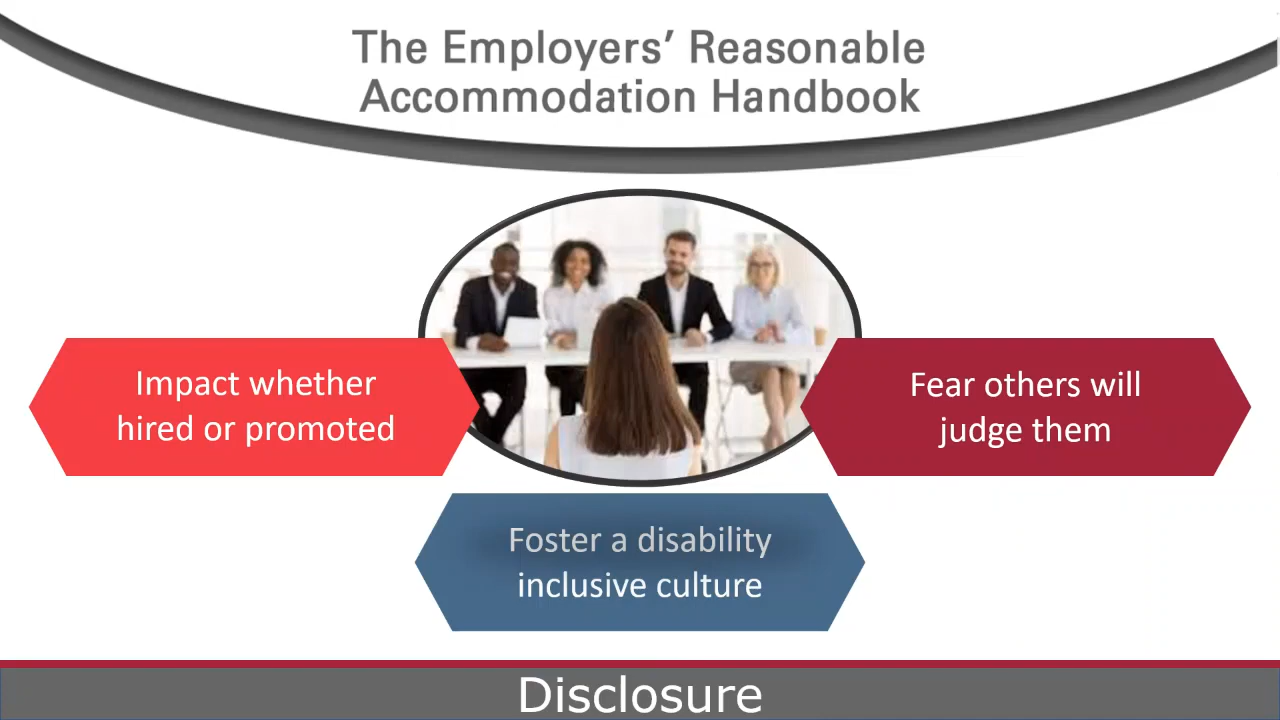 The Employers’ Reasonable
Accommodation Handbook
Impact whether
hired or promoted
Fear others will
judge them
Foster a disability
inclusive culture
Disclosure